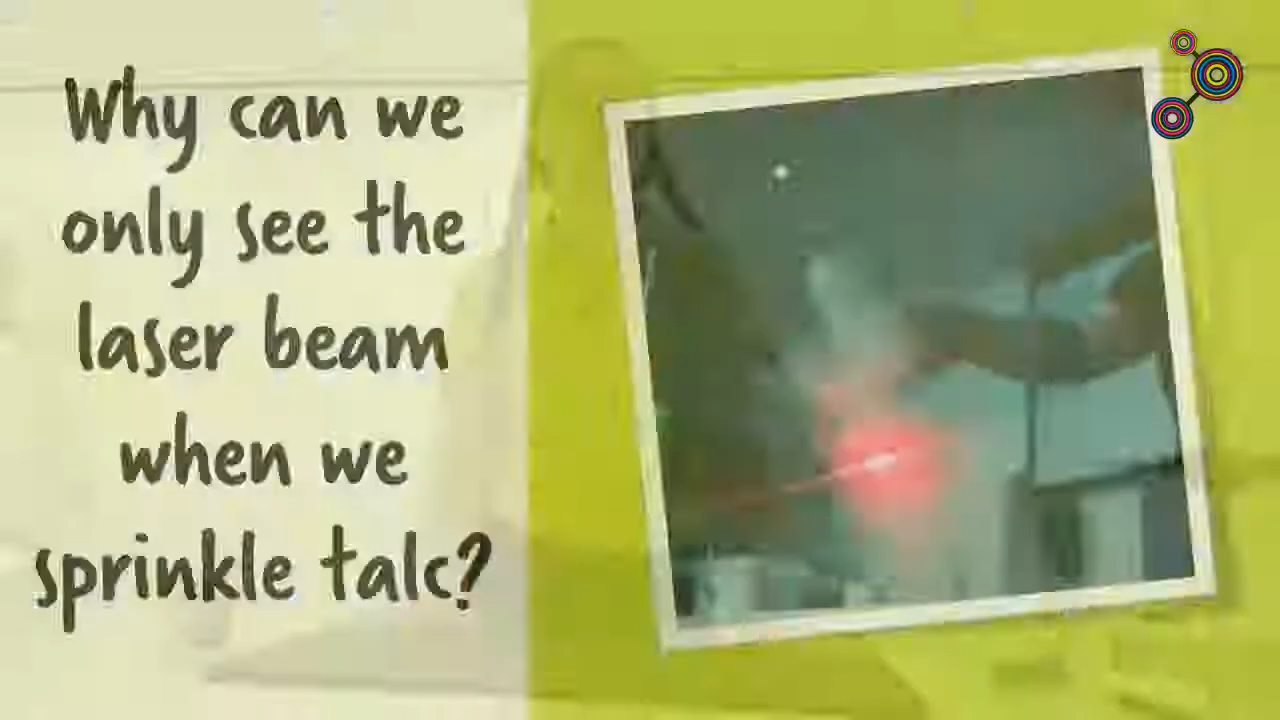 Why can we
only see the
laser beam
when we
sprinkle talc?